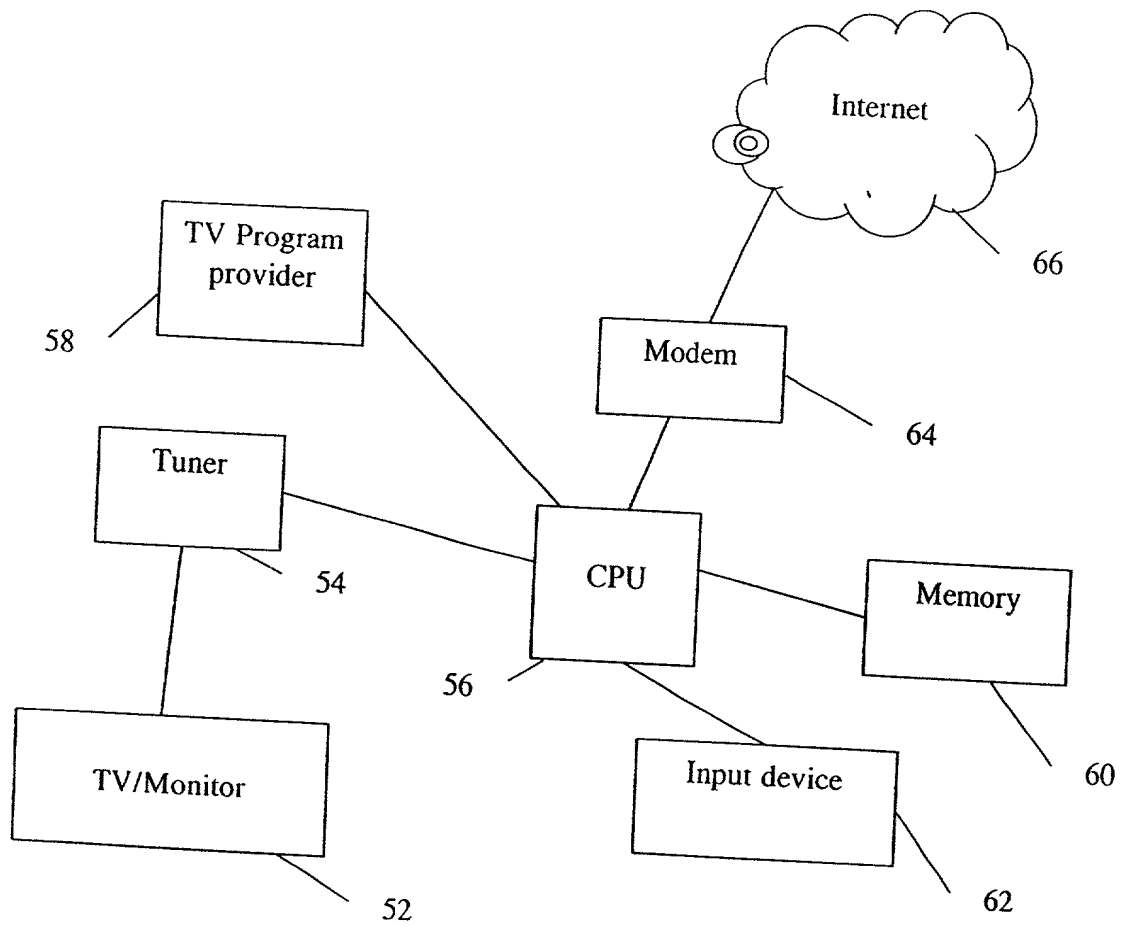 Internet
66
TV Program
provider
58
Modem
64
Tuner
54
CPU
56
Memory
60
TV/Monitor
52
Input device
62